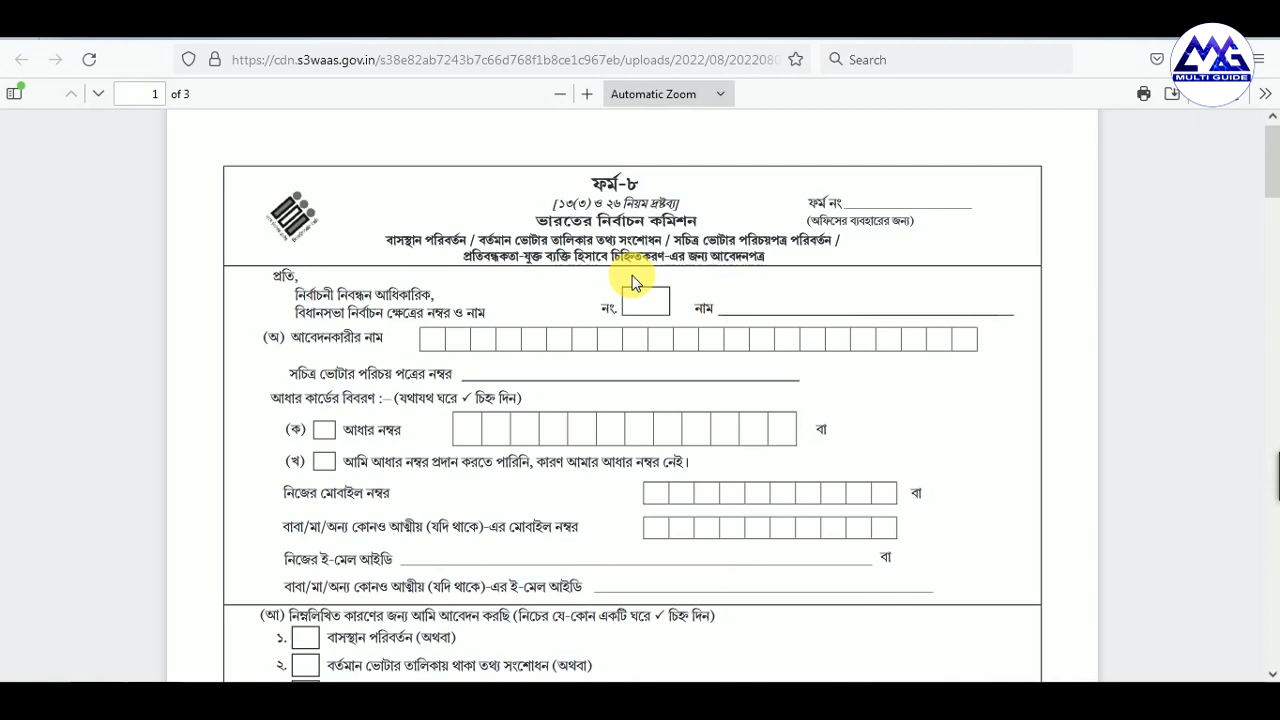 https://cdn.s3waas.gov.in/s38e82ab7243b7c66d768f1b8ce1c967eb/uploads/2022/08/2022080
Search
MULTI GUIDE
1 of 3
Automatic Zoom
ফর্ম-৮
[১৩(৩) ও ২৬ নিয়ম দ্রষ্টব্য]
ফর্ম নং
ভারতের নির্বাচন কমিশন
(অফিসের ব্যবহারের জন্য)
বাসস্থান পরিবর্তন / বর্তমান ভোটার তালিকার তথ্য সংশোধন / সচিত্র ভোটার পরিচয়পত্র পরিবর্তন /
প্রতিবন্ধকতা-যুক্ত ব্যক্তি হিসাবে চিহ্নিতকরণ-এর জন্য আবেদনপত্র
প্রতি,
নির্বাচনী নিবন্ধন আধিকারিক,
বিধানসভা নির্বাচন ক্ষেত্রের নম্বর ও নাম নং. নাম
(অ) আবেদনকারীর নাম
সচিত্র ভোটার পরিচয় পত্রের নম্বর
আধার কার্ডের বিবরণ :– (যথাযথ ঘরে ✓ চিহ্ন দিন)
(ক) আধার নম্বর বা
(খ) আমি আধার নম্বর প্রদান করতে পারিনি, কারণ আমার আধার নম্বর নেই।
নিজের মোবাইল নম্বর বা
বাবা/মা/অন্য কোনও আত্মীয় (যদি থাকে)-এর মোবাইল নম্বর
নিজের ই-মেল আইডি বা
বাবা/মা/অন্য কোনও আত্মীয় (যদি থাকে)-এর ই-মেল আইডি
(আ) নিম্নলিখিত কারণের জন্য আমি আবেদন করছি (নিচের যে-কোন একটি ঘরে ✓ চিহ্ন দিন)
১. বাসস্থান পরিবর্তন (অথবা)
২. বর্তমান ভোটার তালিকায় থাকা তথ্য সংশোধন (অথবা)